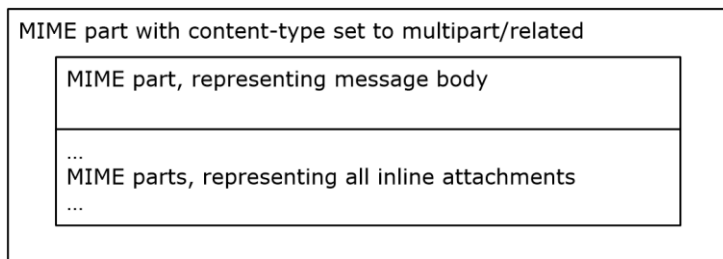 MIME part with content-type set to multipart/related
MIME part, representing message body
...
MIME parts, representing all inline attachments
...